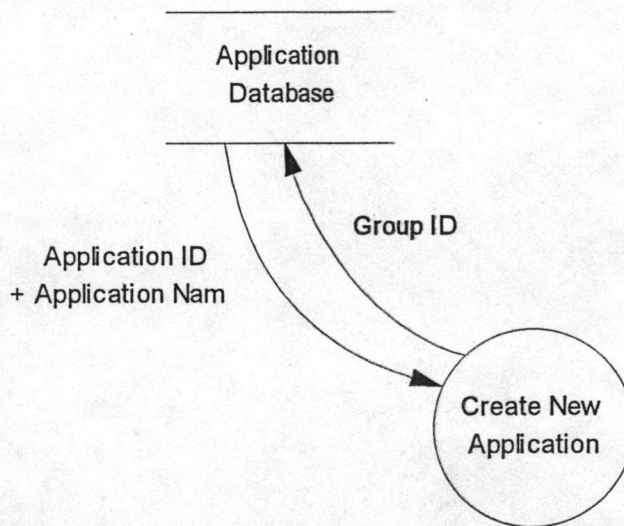 Application
Database
Group ID
Application ID
+ Application Nam
Create New
Application